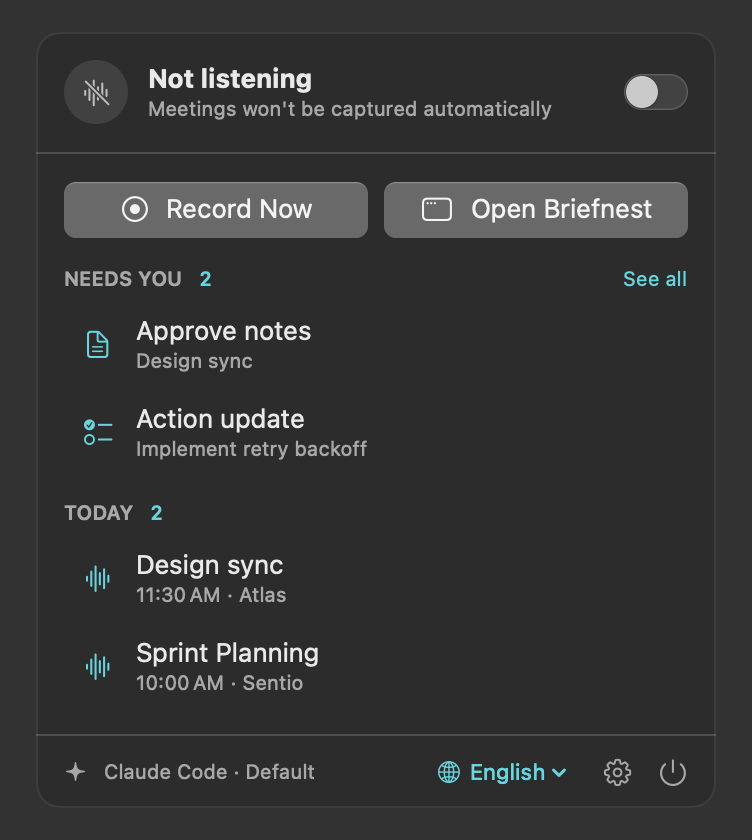 Not listening
Meetings won't be captured automatically
Record Now
Open Briefnest
NEEDS YOU 2
See all
Approve notes
Design sync
Action update
Implement retry backoff
TODAY 2
Design sync
11:30 AM · Atlas
Sprint Planning
10:00 AM · Sentio
Claude Code · Default
English